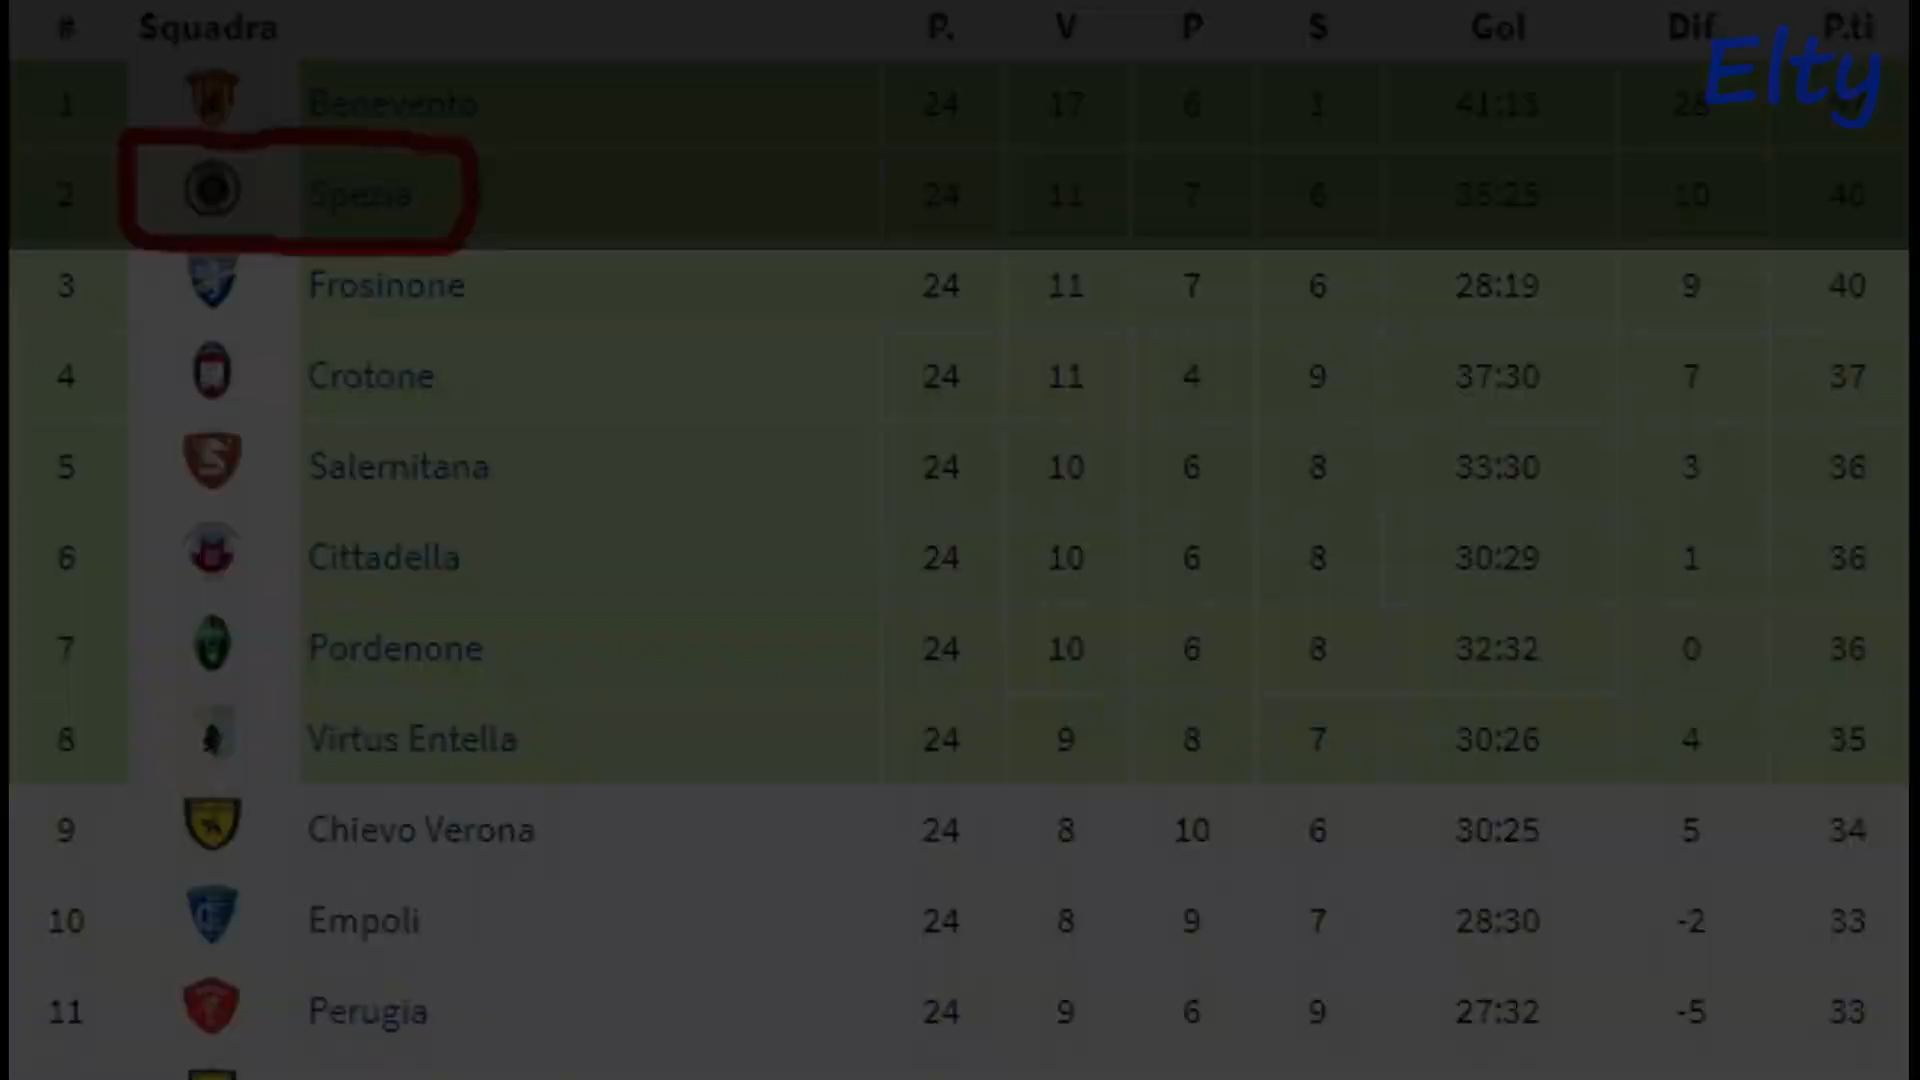 # Squadra P. V P S Gol Dif. P.ti
Elty
1 Benevento 24 17 6 1 41:15 26
2 Spezia 24 11 7 6 35:25 10 40
3 Frosinone 24 11 7 6 28:19 9 40
4 Crotone 24 11 4 9 37:30 7 37
5 Salernitana 24 10 6 8 33:30 3 36
6 Cittadella 24 10 6 8 30:29 1 36
7 Pordenone 24 10 6 8 32:32 0 36
8 Virtus Entella 24 9 8 7 30:26 4 35
9 Chievo Verona 24 8 10 6 30:25 5 34
10 Empoli 24 8 9 7 28:30 -2 33
11 Perugia 24 9 6 9 27:32 -5 33